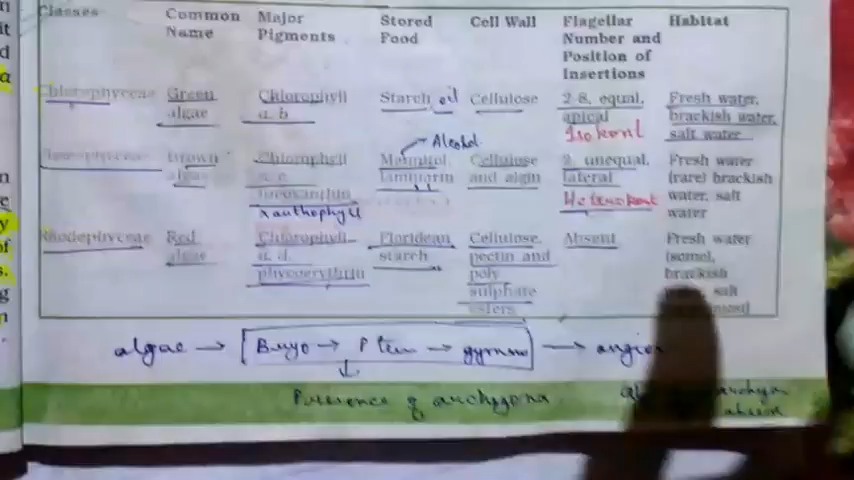 Classes Common Name Major Pigments Stored Food Cell Wall Flagellar Number and Position of Insertions Habitat
Chlorophyceae Green algae Chlorophyll a, b Starch oil Cellulose 2-8, equal, apical Isokont Fresh water, brackish water, salt water
Phaeophyceae Brown algae Chlorophyll a, c fucoxanthin xanthophyll Mannitol, laminarin Alcohol Cellulose and algin 2, unequal, lateral Heterokont Fresh water (rare) brackish water, salt water
Rhodophyceae Red algae Chlorophyll a, d, phycoerythrin Floridean starch Cellulose, pectin and poly sulphate esters Absent Fresh water (some), brackish salt
algae → Bryo → Pteri → gymno → angio
Presence of archegonia